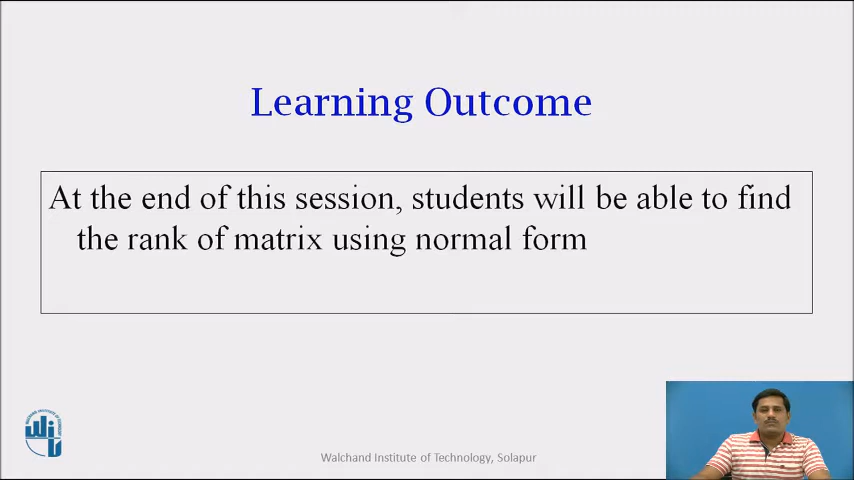 Learning Outcome
At the end of this session, students will be able to find
the rank of matrix using normal form
Walchand Institute of Technology, Solapur